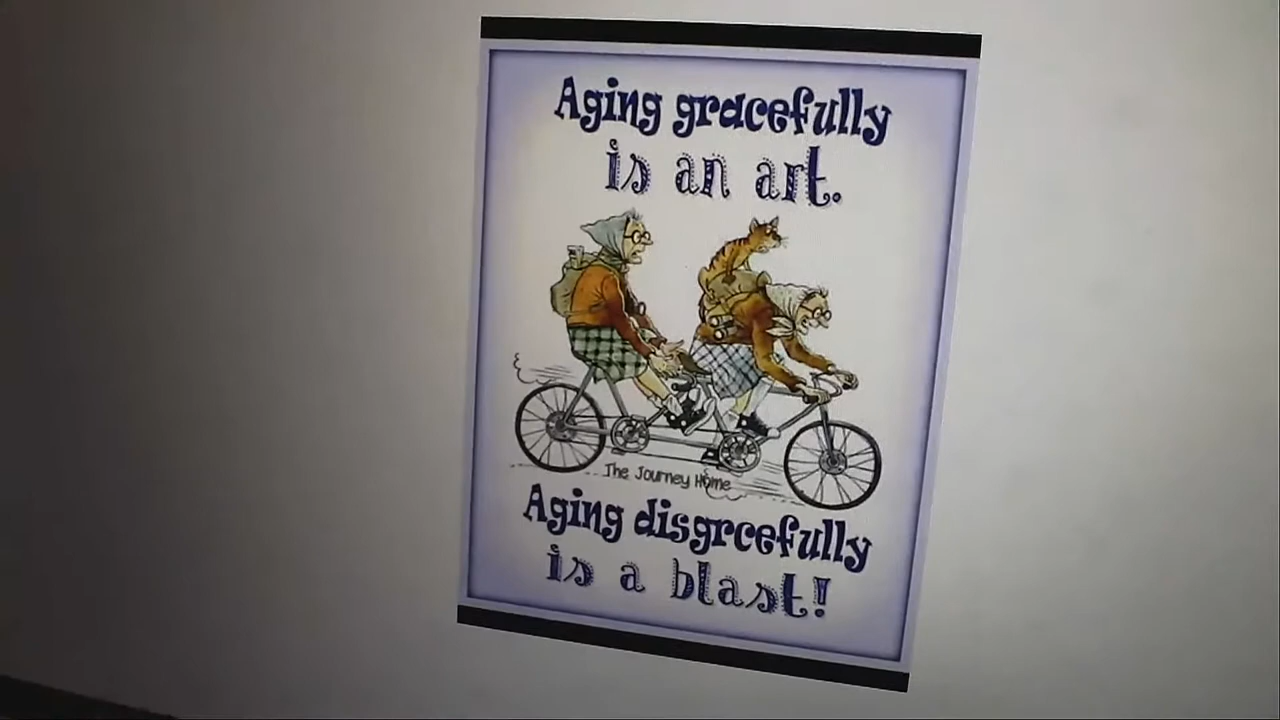 Aging gracefully
is an art.
The Journey Home
Aging disgrcefully
is a blast!